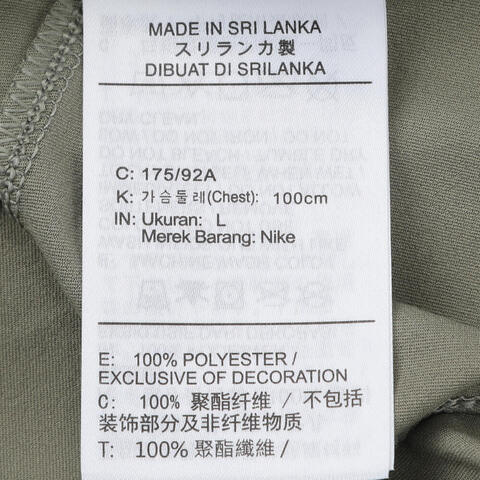 MADE IN SRI LANKA
スリランカ製
DIBUAT DI SRILANKA
C: 175/92A
K: 가슴둘레(Chest): 100cm
IN: Ukuran: L
Merek Barang: Nike
E: 100% POLYESTER /
EXCLUSIVE OF DECORATION
C: 100% 聚酯纤维 / 不包括
装饰部分及非纤维物质
T: 100% 聚酯纖維 /